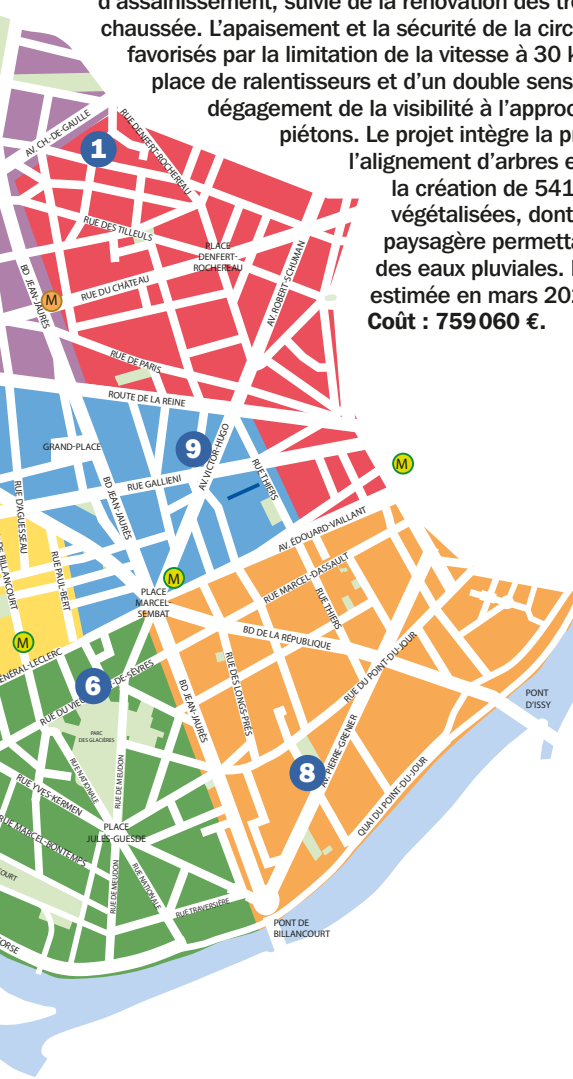 d'assainissement, suivie de la rénovation des
chaussée. L'apaisement et la sécurité de la
favorisés par la limitation de la vitesse à 30
place de ralentisseurs et d'un double sens
dégagement de la visibilité à
piétons. Le projet intègre la
l'alignement d'arbres
la création de 541
végétalisées, dont
paysagère
des eaux pluviales.
estimée en mars
Coût : 759 060 €.
AV. CH.-DE-GAULLE
RUE DENFERT-ROCHEREAU
1
RUE DES TILLEULS
PLACE
DENFERT-
ROCHEREAU
AV. ROBERT-SCHUMAN
BD JEAN-JAURÈS
M
RUE DU CHÂTEAU
RUE DE PARIS
ROUTE DE LA REINE
GRAND-PLACE
9
AV. VICTOR-HUGO
RUE THIERS
M
RUE GALLIENI
BD JEAN-JAURÈS
RUE D'AGUESSEAU
DE BILLANCOURT
RUE PAUL-BERT
AV. ÉDOUARD-VAILLANT
M
RUE MARCEL-DASSAULT
PLACE
MARCEL-
SEMBAT
RUE THIERS
M
BD DE LA RÉPUBLIQUE
ÉNÉRAL-LECLERC
6
RUE DU -DE-SÈVRES
BD JEAN-JAURÈS
RUE DES LONGS-PRÉS
RUE DU POINT-DU-JOUR
PONT
D'ISSY
PARC
DES GLACIÈRES
RUE NATIONALE
RUE DE MEUDON
8
AV. PIERRE-GRENIER
QUAI DU POINT-DU-JOUR
RUE YVES-KERMEN
RUE MARCEL-BONTEMPS
PLACE
JULES-GUESDE
COURT
RUE DE MEUDON
RUE NATIONALE
RUE TRAVERSIÈRE
PONT DE
BILLANCOURT
ORSE